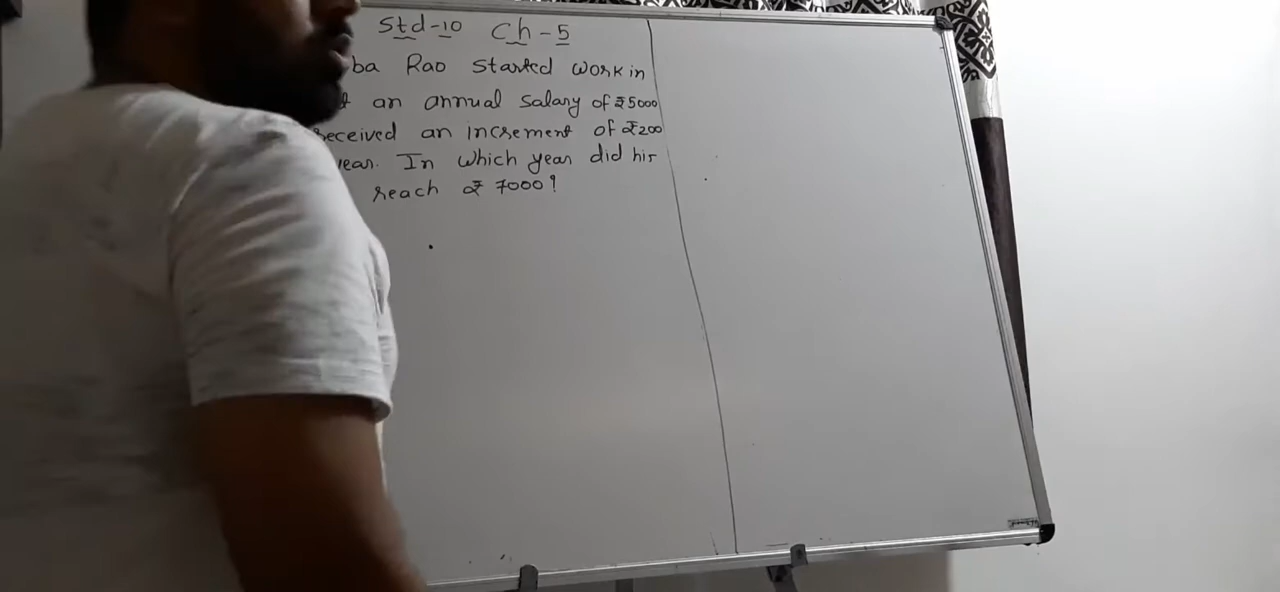 Std-10 Ch-5
ba Rao started work in
an annual salary of ₹5000
received an increment of ₹200
year. In which year did his
reach ₹ 7000?